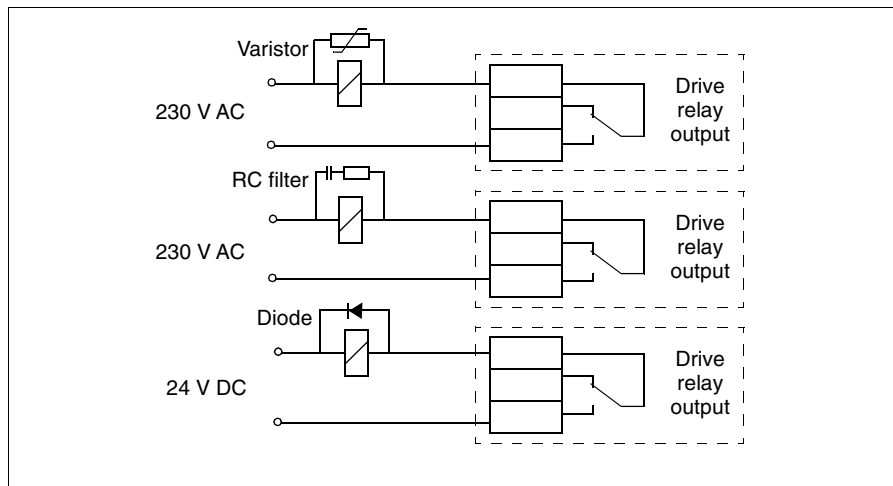 Varistor
230 V AC
Drive
relay
output
RC filter
230 V AC
Drive
relay
output
Diode
24 V DC
Drive
relay
output